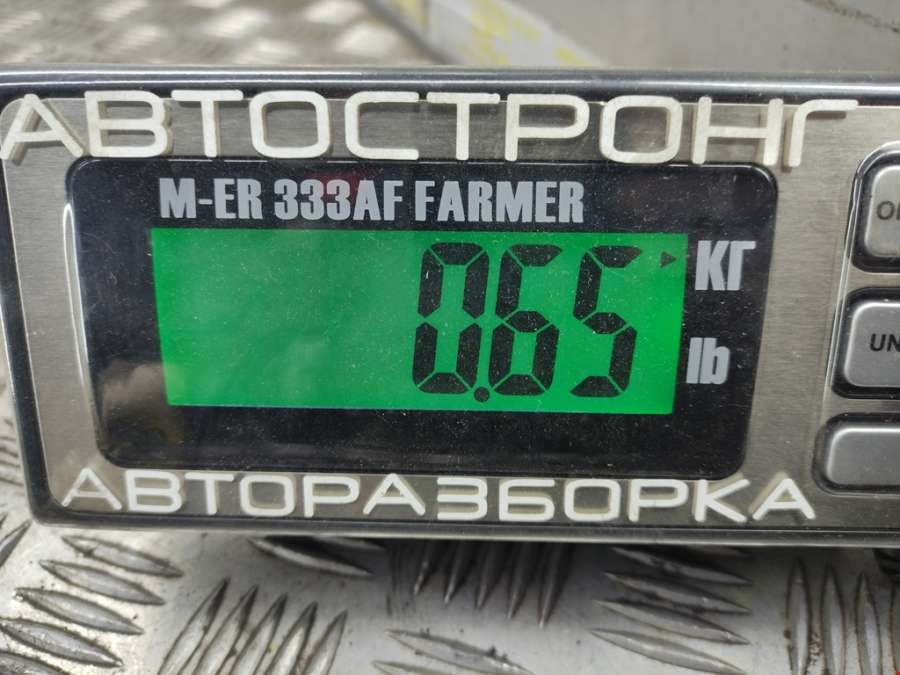 АВТОСТРОНГ
M-ER 333AF FARMER
0.65 КГ
lb
АВТОРАЗБОРКА